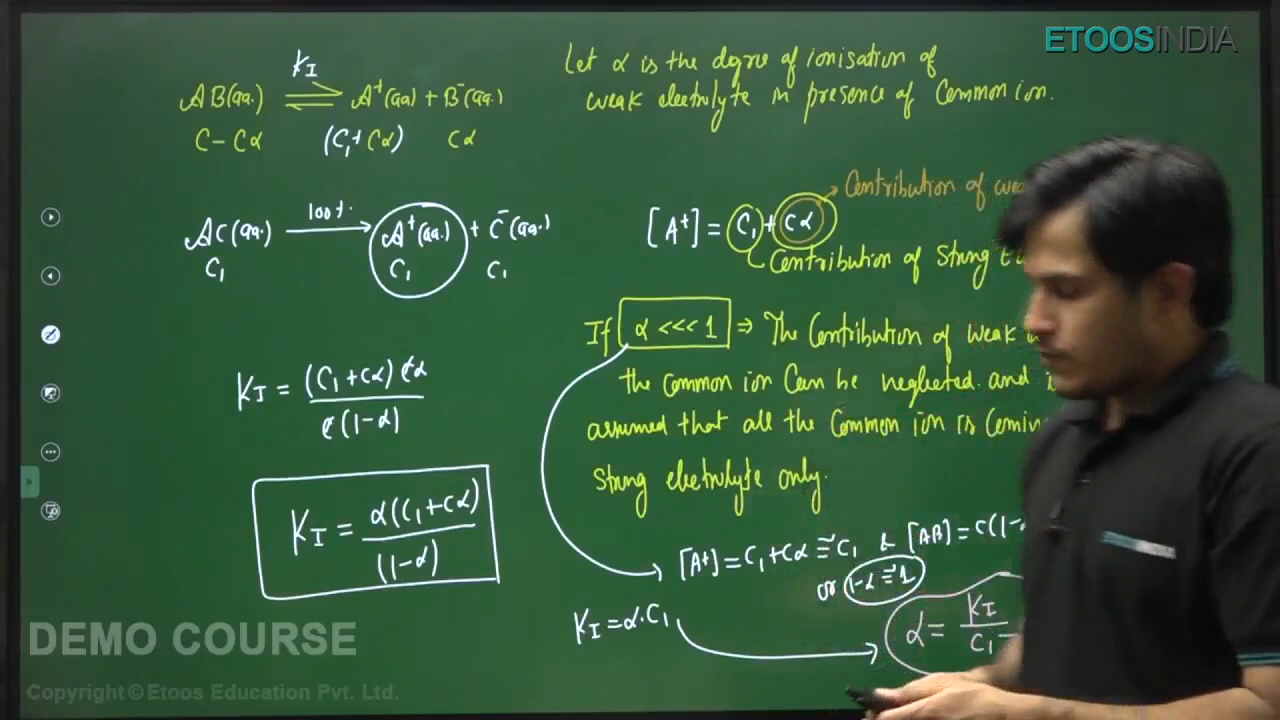 ETOOSINDIA
K_I
AB(aq.) ⇌ A⁺(aq) + B⁻(aq.)
C – Cα (C₁ + Cα) Cα
Let α is the degree of ionisation of
weak electrolyte in presence of Common ion.
AC(aq.) 100% → A⁺(aq.) + C⁻(aq.)
C₁ C₁ C₁
[A⁺] = C₁ + Cα
Contribution of
Contribution of Strong
K_I = (C₁ + Cα) Cα / C(1–α)
K_I = α(C₁ + Cα) / (1–α)
If α <<< 1 ⇒ The Contribution of weak
the common ion Can be neglected and
assumed that all the Common ion is
Strong electrolyte only.
[A⁺] = C₁ + Cα ≅ C₁ & [AB] = C(1–
or 1–α ≅ 1
K_I = α·C₁
α = K_I / C₁
DEMO COURSE
Copyright © Etoos Education Pvt. Ltd.